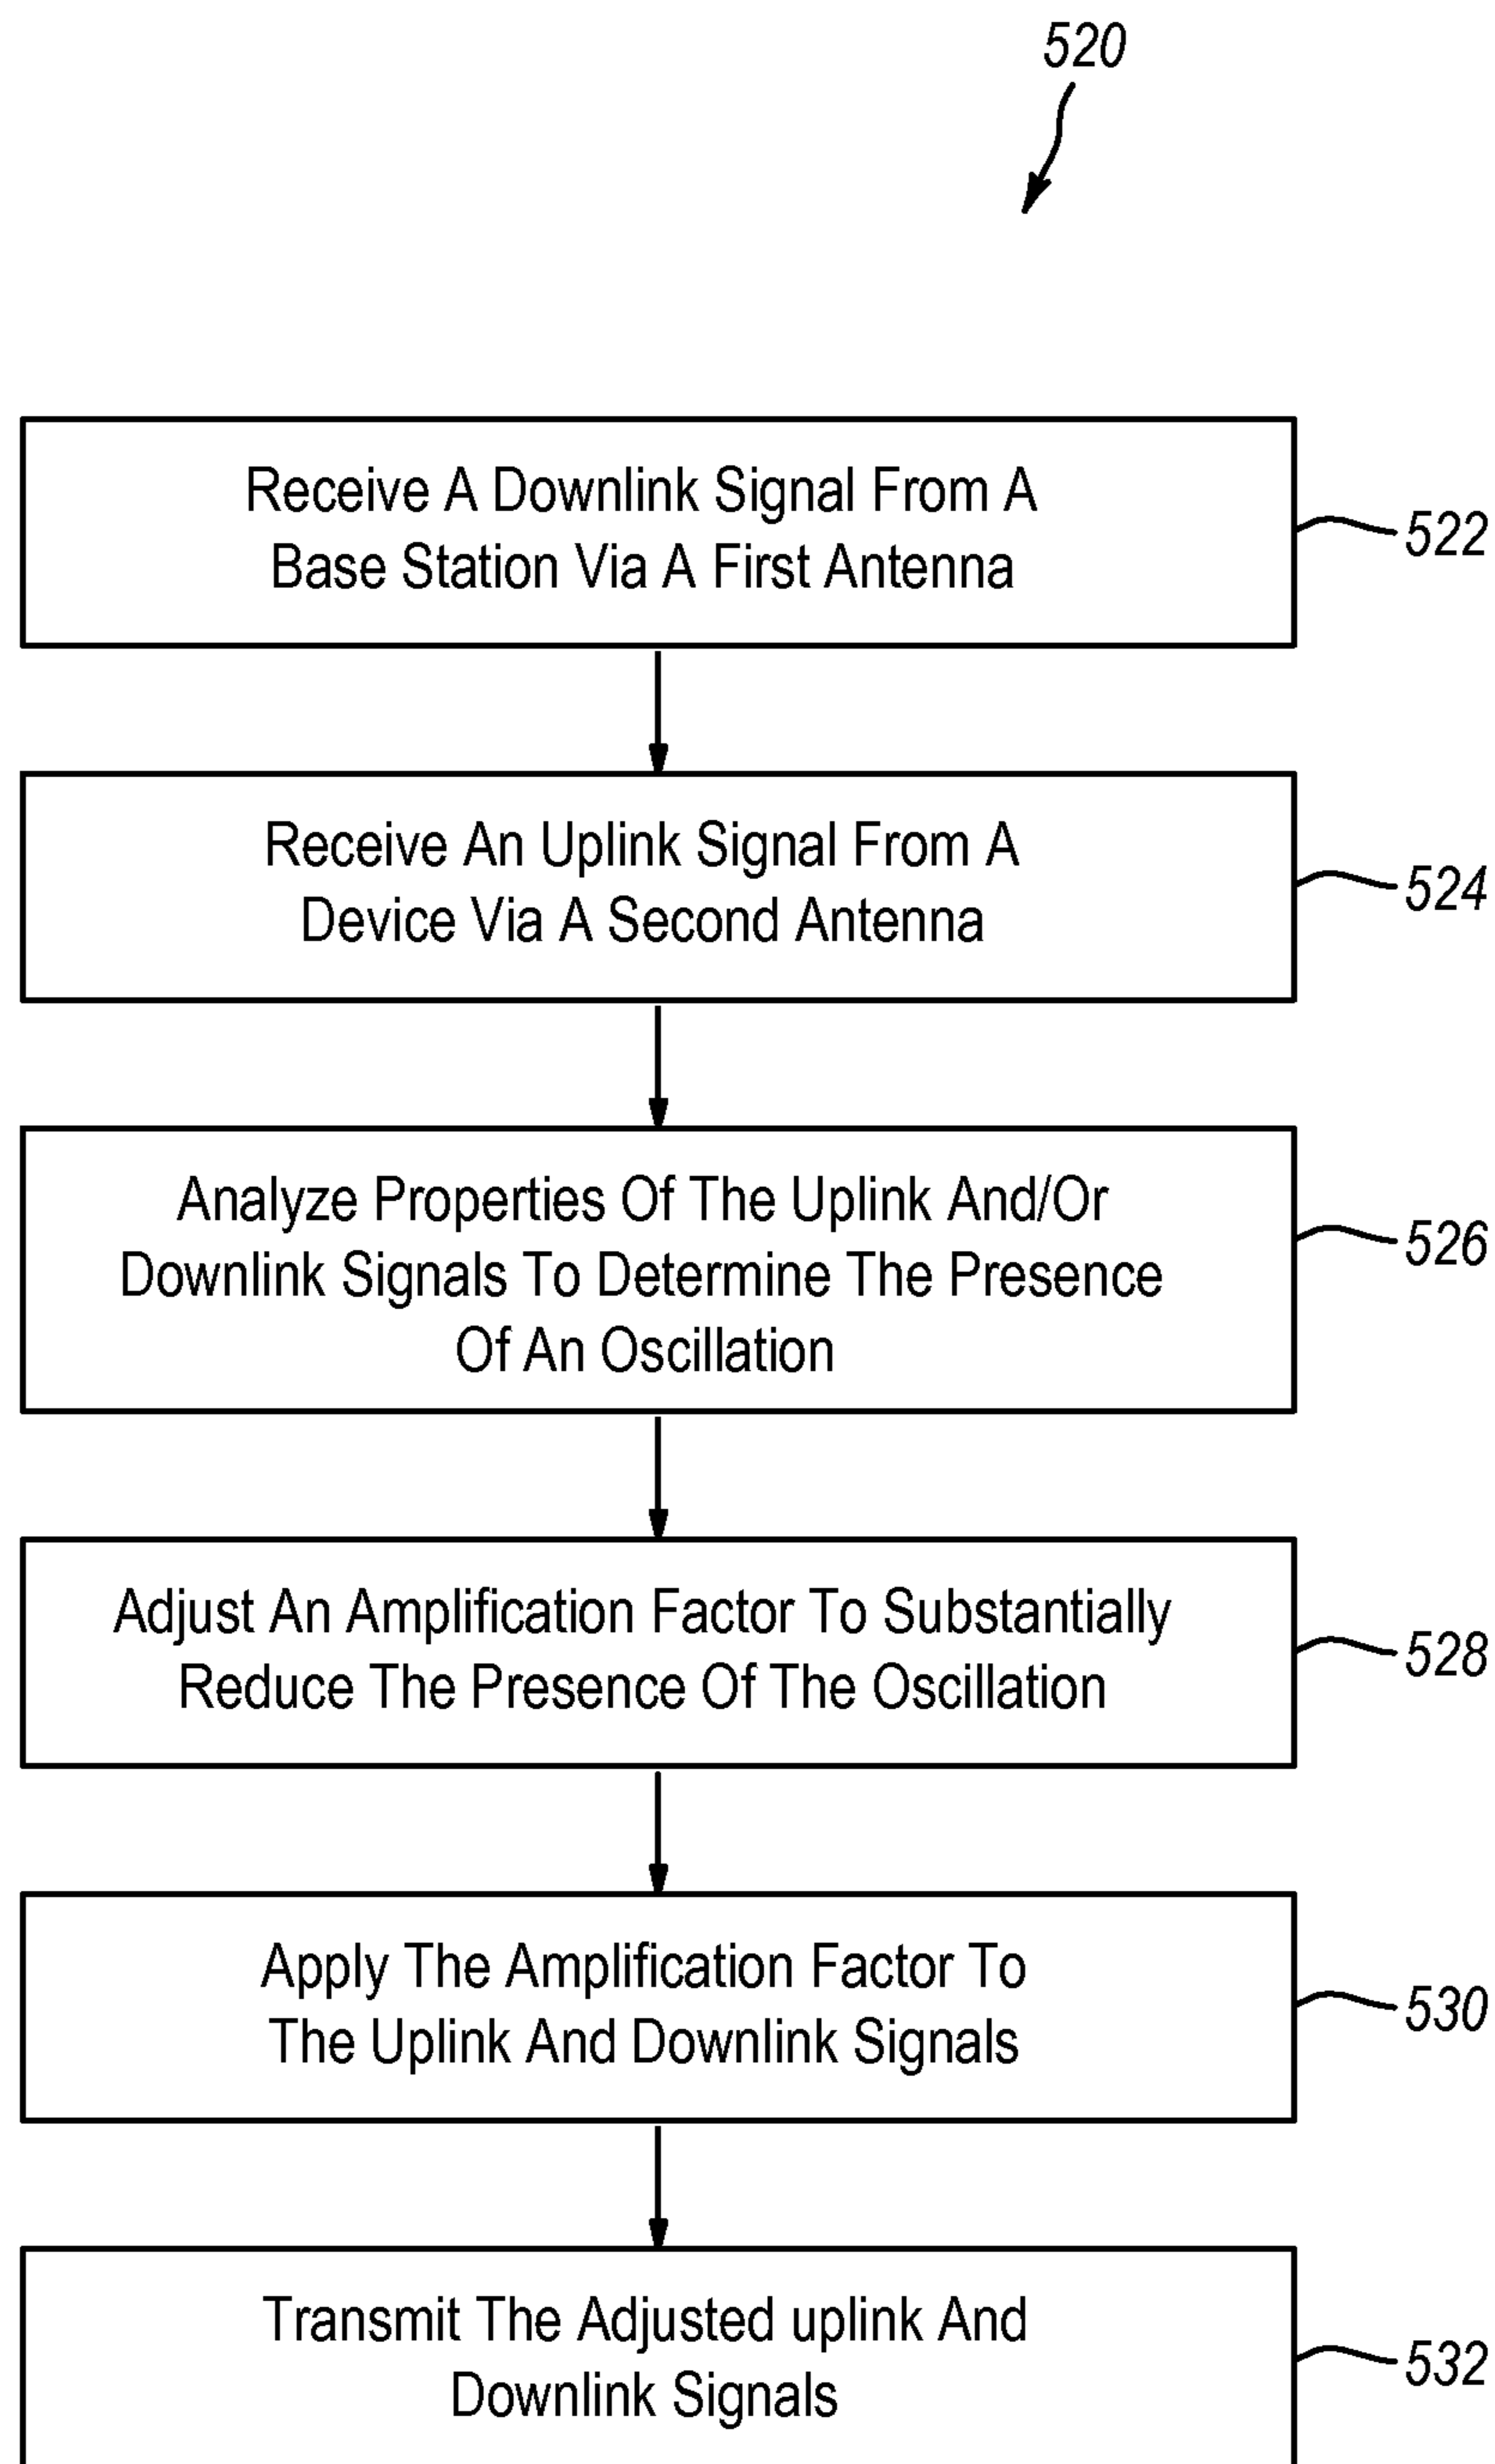 520
Receive A Downlink Signal From A
Base Station Via A First Antenna
522
Receive An Uplink Signal From A
Device Via A Second Antenna
524
Analyze Properties Of The Uplink And/Or
Downlink Signals To Determine The Presence
Of An Oscillation
526
Adjust An Amplification Factor To Substantially
Reduce The Presence Of The Oscillation
528
Apply The Amplification Factor To
The Uplink And Downlink Signals
530
Transmit The Adjusted uplink And
Downlink Signals
532